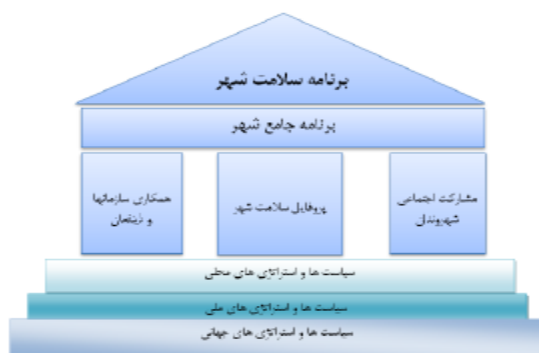 برنامه سلامت شهر
برنامه جامع شهر
مشارکت اجتماعی
شهروندان
پروفایل سلامت شهر
همکاری سازمانها
و ذینفعان
سیاست ها و استراتژی های محلی
سیاست ها و استراتژی های ملی
سیاست ها و استراتژی های جهانی